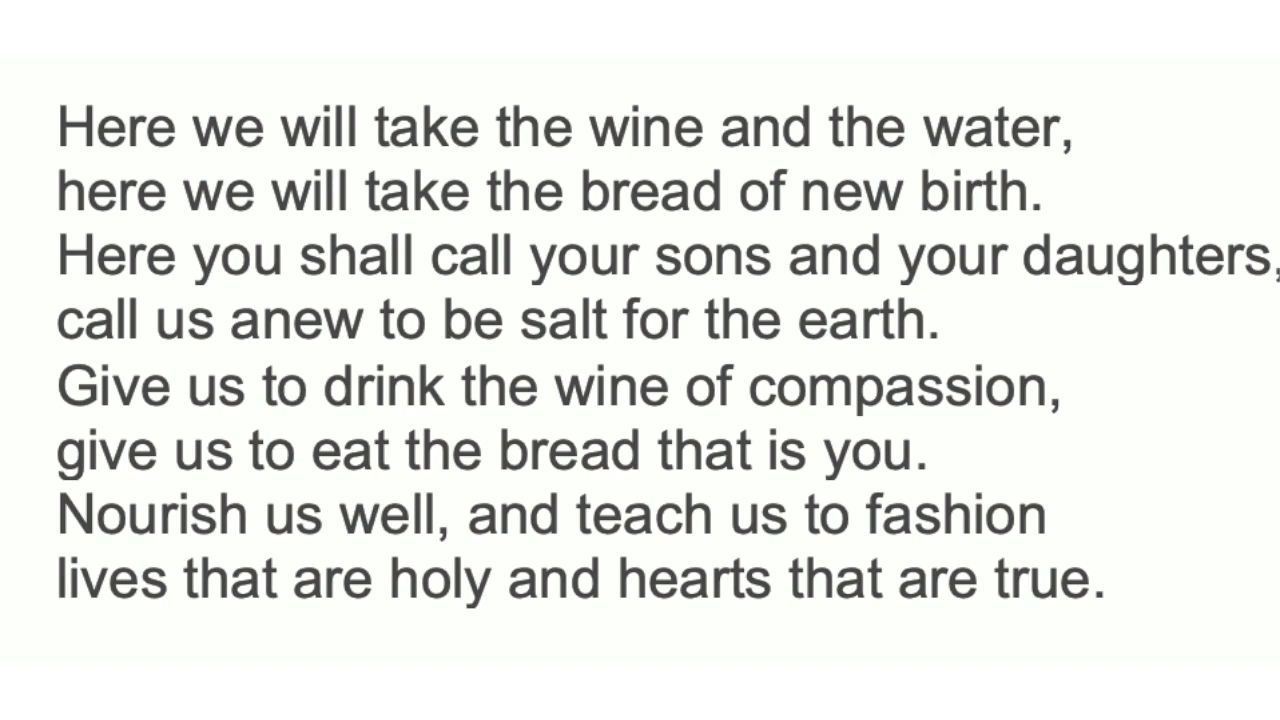 Here we will take the wine and the water,
here we will take the bread of new birth.
Here you shall call your sons and your daughters,
call us anew to be salt for the earth.
Give us to drink the wine of compassion,
give us to eat the bread that is you.
Nourish us well, and teach us to fashion
lives that are holy and hearts that are true.